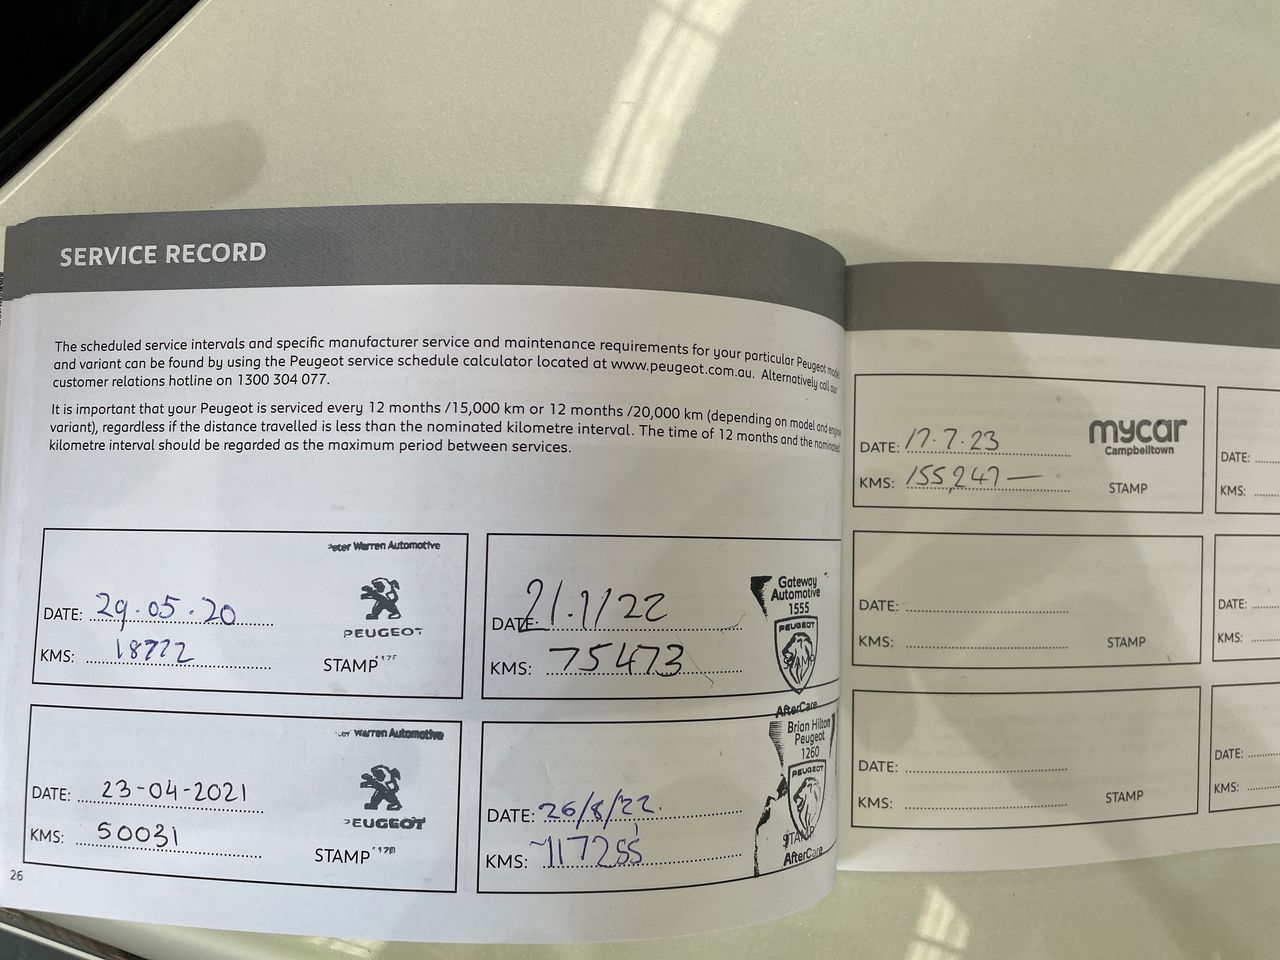 SERVICE RECORD
The scheduled service intervals and specific manufacturer service and maintenance requirements for your particular Peugeot model
and variant can be found by using the Peugeot service schedule calculator located at www.peugeot.com.au. Alternatively call our
customer relations hotline on 1300 304 077.
It is important that your Peugeot is serviced every 12 months /15,000 km or 12 months /20,000 km (depending on model and engine
variant), regardless if the distance travelled is less than the nominated kilometre interval. The time of 12 months and the nominated
kilometre interval should be regarded as the maximum period between services.
Warren Automotive
DATE: 29.05.20
PEUGEOT
KMS: 18722
STAMP
Warren Automotive
DATE: 23-04-2021
PEUGEOT
KMS: 50031
STAMP
26
Gateway
Automotive
1555
DATE: 21.1/22
PEUGEOT
KMS: 75473
STAMP
AfterCare
Brian Hilton
Peugeot
1260
DATE: 26/8/22.
PEUGEOT
KMS: 117255
STAMP
AfterCare
mycar
Campbelltown
DATE: 17.7.23
KMS: 155,247—
STAMP
DATE:
KMS:
STAMP
DATE:
KMS:
STAMP
DATE:
KMS:
DATE:
KMS:
DATE:
KMS: